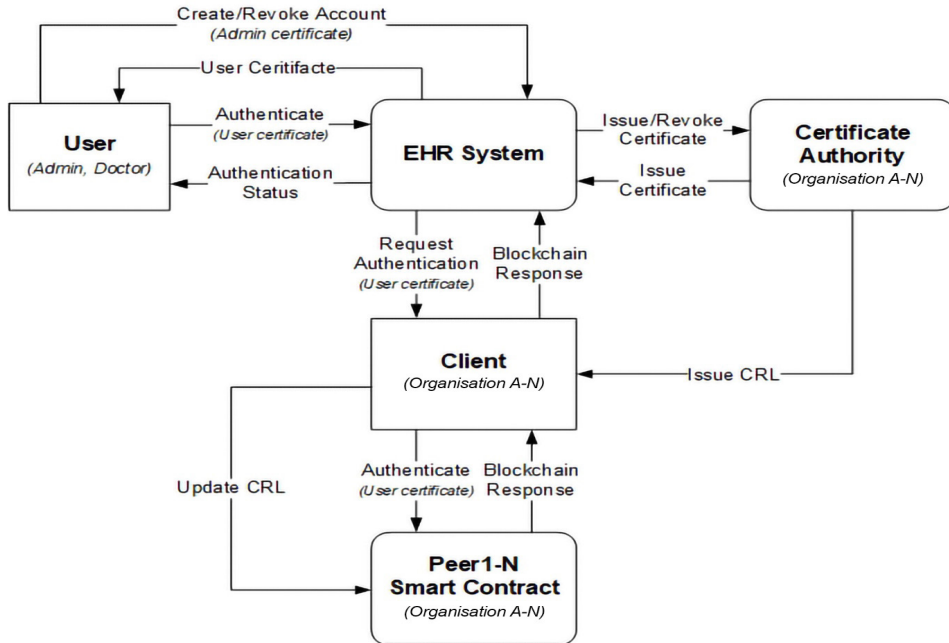 Create/Revoke Account
(Admin certificate)
User Ceritifacte
User
(Admin, Doctor)
Authenticate
(User certificate)
Authentication
Status
EHR System
Issue/Revoke
Certificate
Issue
Certificate
Certificate
Authority
(Organisation A-N)
Request
Authentication
(User certificate)
Blockchain
Response
Client
(Organisation A-N)
Issue CRL
Update CRL
Authenticate
(User certificate)
Blockchain
Response
Peer1-N
Smart Contract
(Organisation A-N)